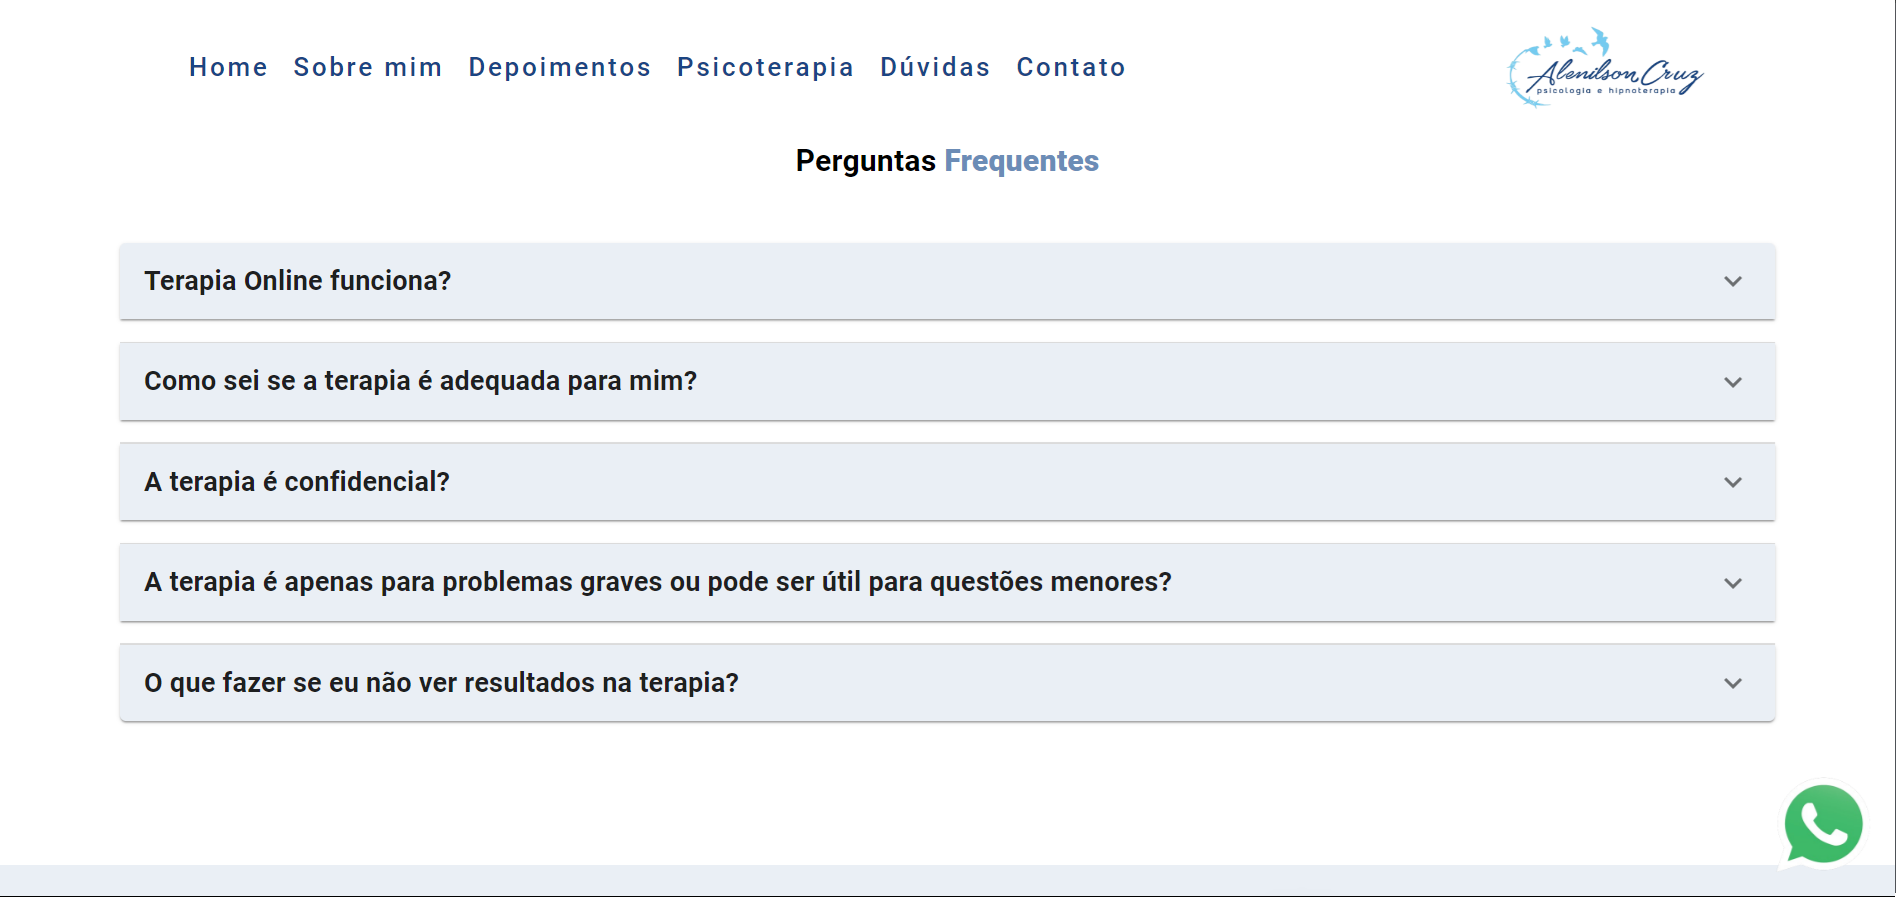 Home Sobre mim Depoimentos Psicoterapia Dúvidas Contato
Alenilson Cruz
psicologia e hipnoterapia
Perguntas Frequentes
Terapia Online funciona?
Como sei se a terapia é adequada para mim?
A terapia é confidencial?
A terapia é apenas para problemas graves ou pode ser útil para questões menores?
O que fazer se eu não ver resultados na terapia?